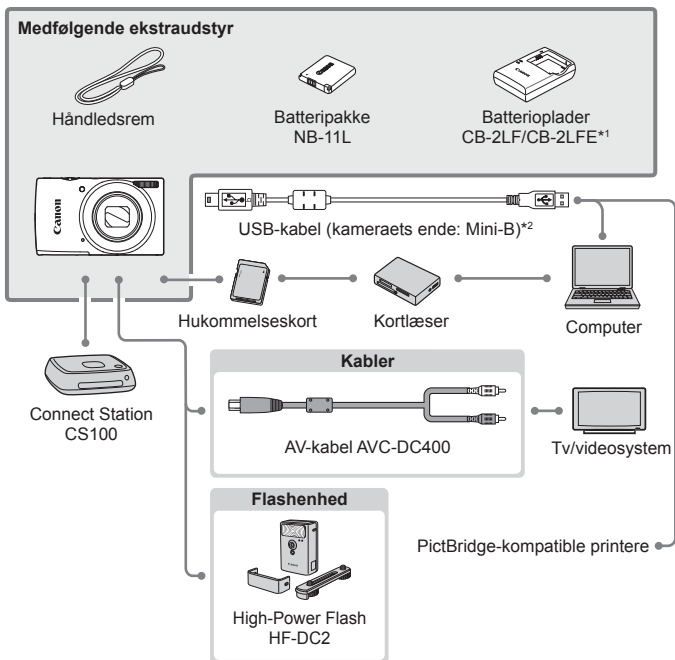 Medfølgende ekstraudstyr
Håndledsrem
Batteripakke
NB-11L
Canon
Batterioplader
CB-2LF/CB-2LFE*1
Canon
USB-kabel (kameraets ende: Mini-B)*2
Hukommelseskort
Kortlæser
Computer
Connect Station
CS100
Kabler
AV-kabel AVC-DC400
Tv/videosystem
Flashenhed
High-Power Flash
HF-DC2
PictBridge-kompatible printere